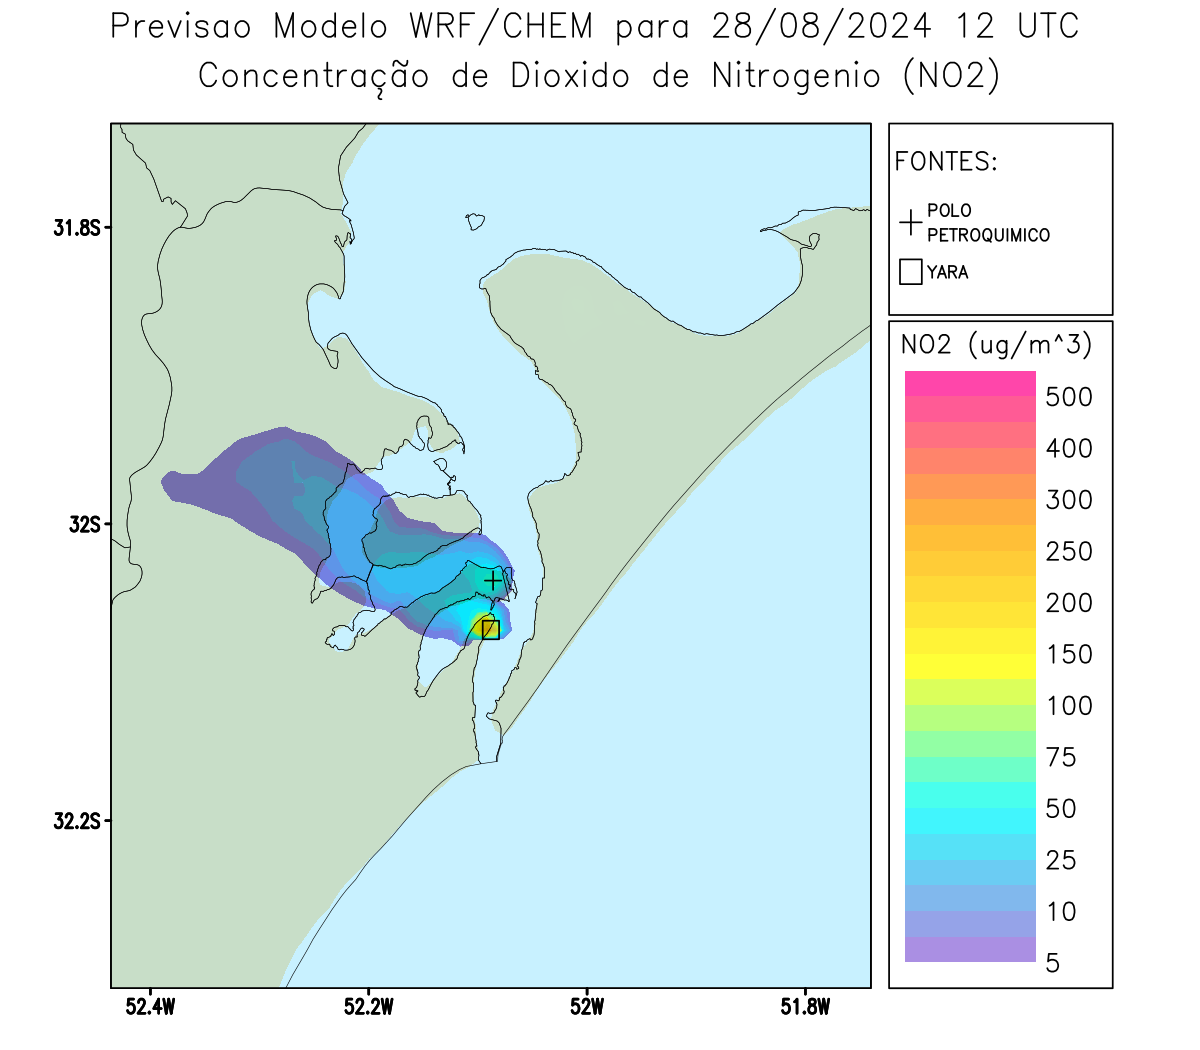 Previsao Modelo WRF/CHEM para 28/08/2024 12 UTC
Concentração de Dioxido de Nitrogenio (NO2)
FONTES:
POLO
PETROQUIMICO
YARA
NO2 (ug/m^3)
500
400
300
250
200
150
100
75
50
25
10
5
31.8S
32S
32.2S
52.4W
52.2W
52W
51.8W